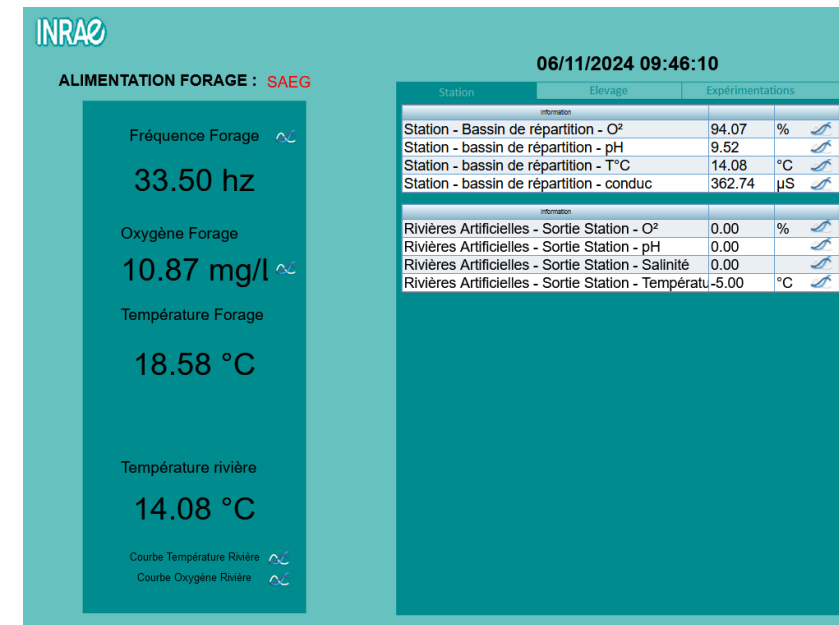 INRAE
06/11/2024 09:46:10
ALIMENTATION FORAGE : SAEG
Fréquence Forage
33.50 hz
Oxygène Forage
10.87 mg/l
Température Forage
18.58 °C
Température rivière
14.08 °C
Courbe Température Rivière
Courbe Oxygène Rivière
Station Elevage Expérimentations
Information
Station - Bassin de répartition - O² 94.07 %
Station - bassin de répartition - pH 9.52
Station - bassin de répartition - T°C 14.08 °C
Station - bassin de répartition - conduc 362.74 µS
Information
Rivières Artificielles - Sortie Station - O² 0.00 %
Rivières Artificielles - Sortie Station - pH 0.00
Rivières Artificielles - Sortie Station - Salinité 0.00
Rivières Artificielles - Sortie Station - Températu -5.00 °C